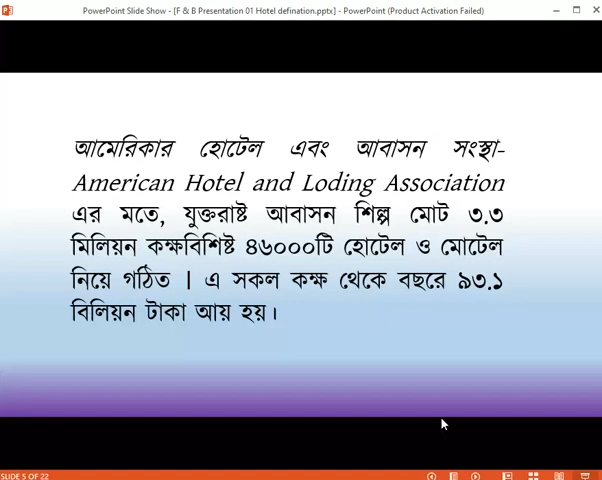 PowerPoint Slide Show - [F & B Presentation 01 Hotel defination.pptx] - PowerPoint (Product Activation Failed)
আমেরিকার হোটেল এবং আবাসন সংস্থা-
American Hotel and Loding Association
এর মতে, যুক্তরাষ্ট আবাসন শিল্প মোট ৩.৩
মিলিয়ন কক্ষবিশিষ্ট ৪৬০০০টি হোটেল ও মোটেল
নিয়ে গঠিত | এ সকল কক্ষ থেকে বছরে ৯৩.১
বিলিয়ন টাকা আয় হয়।
SLIDE 5 OF 22